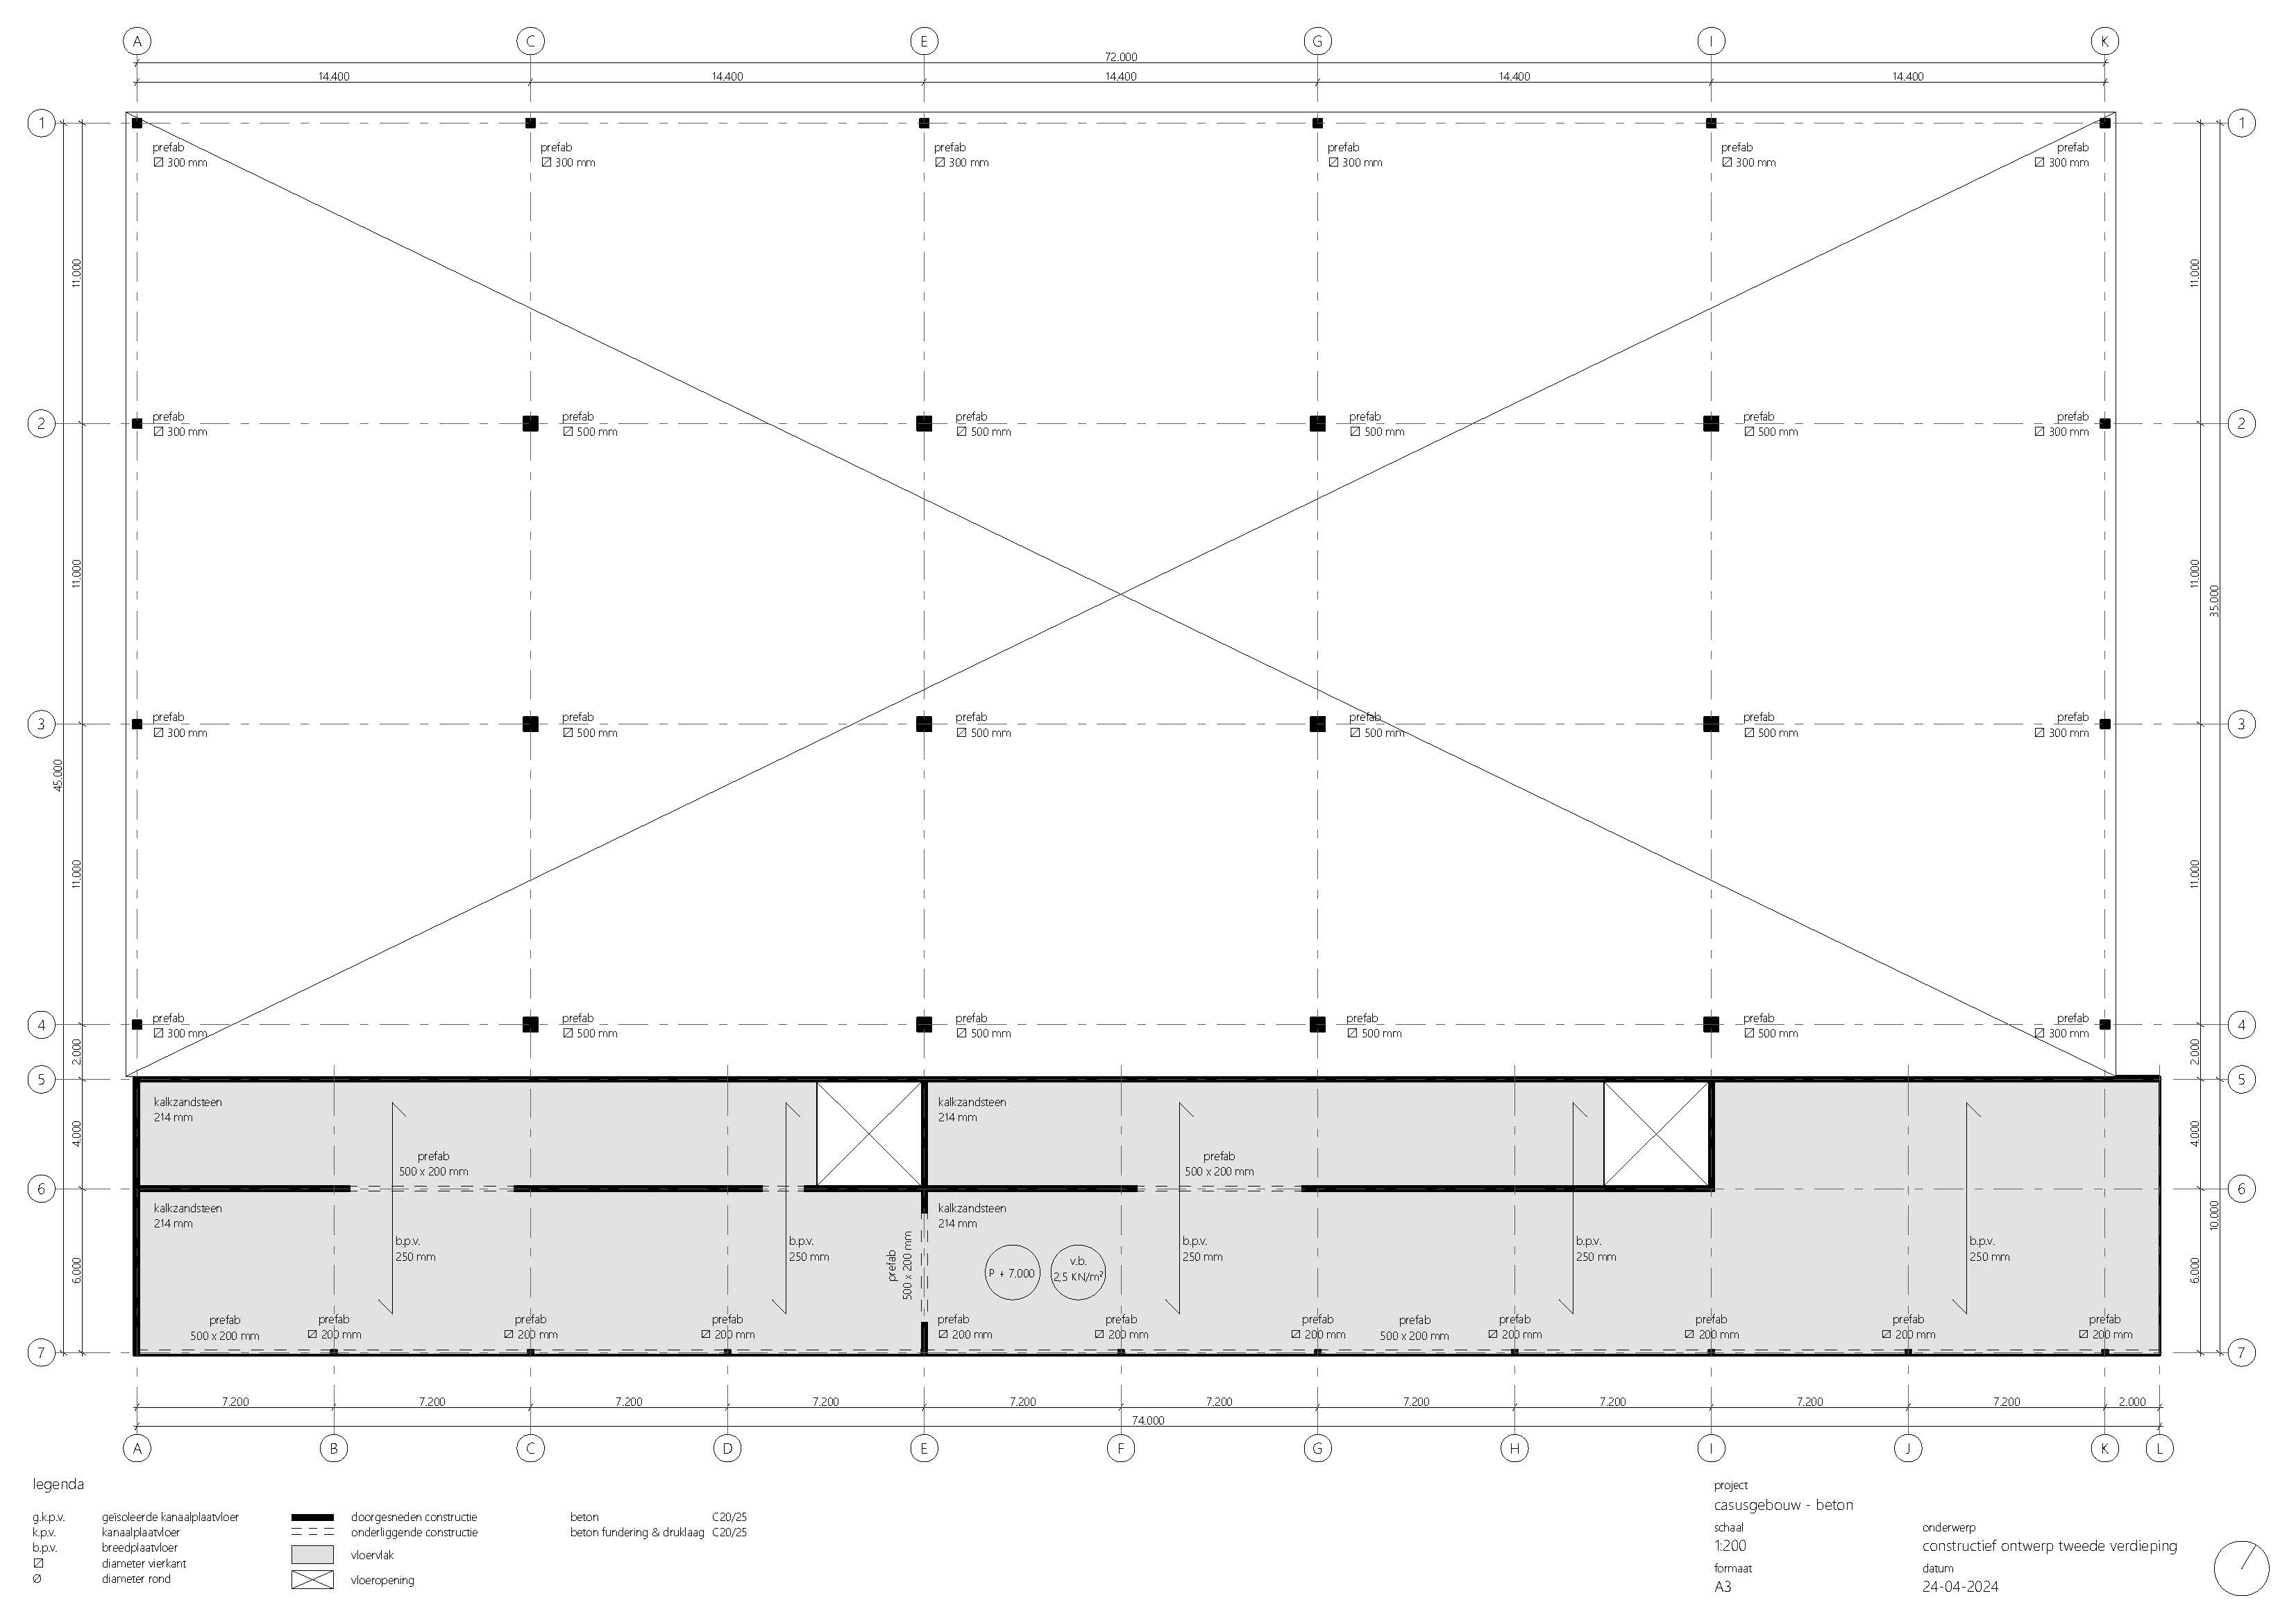 A C E G I K
72.000
14.400 14.400 14.400 14.400 14.400
1 1
prefab prefab prefab prefab prefab prefab
300 mm 300 mm 300 mm 300 mm 300 mm 300 mm
11.000 11.000
prefab prefab prefab prefab prefab prefab
2 300 mm 500 mm 500 mm 500 mm 500 mm 300 mm 2
11.000 11.000
35.000
prefab prefab prefab prefab prefab prefab
3 300 mm 500 mm 500 mm 500 mm 500 mm 300 mm 3
45.000
11.000 11.000
prefab prefab prefab prefab prefab prefab
4 300 mm 500 mm 500 mm 500 mm 500 mm 300 mm 4
2.000 2.000
5 5
kalkzandsteen kalkzandsteen
214 mm 214 mm
4.000 4.000
prefab prefab
500 x 200 mm 500 x 200 mm
6 6
kalkzandsteen kalkzandsteen
214 mm 214 mm
10.000
b.p.v. b.p.v. b.p.v. b.p.v. b.p.v.
250 mm 250 mm 250 mm 250 mm 250 mm
prefab
500 x 200 mm
P + 7.000
v.b.
2,5 KN/m²
6.000 6.000
prefab prefab prefab prefab prefab prefab prefab prefab prefab prefab prefab prefab
500 x 200 mm 200 mm 200 mm 200 mm 200 mm 200 mm 200 mm 500 x 200 mm 200 mm 200 mm 200 mm 200 mm
7 7
7.200 7.200 7.200 7.200 7.200 7.200 7.200 7.200 7.200 7.200 2.000
74.000
A B C D E F G H I J K L
legenda
g.k.p.v. geïsoleerde kanaalplaatvloer
k.p.v. kanaalplaatvloer
b.p.v. breedplaatvloer
diameter vierkant
Ø diameter rond
doorgesneden constructie
onderliggende constructie
vloervlak
vloeropening
beton C20/25
beton fundering & druklaag C20/25
project
casusgebouw - beton
schaal
1:200
formaat
A3
onderwerp
constructief ontwerp tweede verdieping
datum
24-04-2024